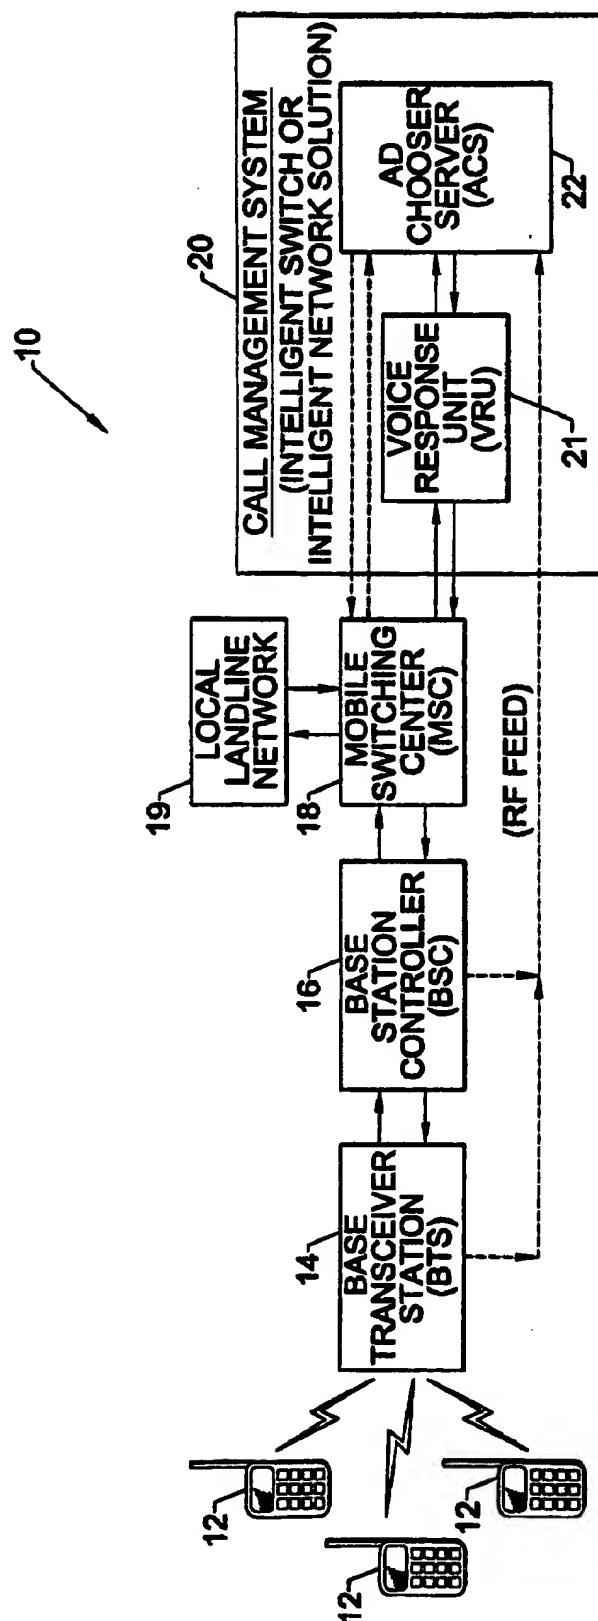 10
20
CALL MANAGEMENT SYSTEM
(INTELLIGENT SWITCH OR
INTELLIGENT NETWORK SOLUTION)
AD
CHOOSER
SERVER
(ACS)
22
VOICE
RESPONSE
UNIT
(VRU)
21
19
LOCAL
LANDLINE
NETWORK
18
MOBILE
SWITCHING
CENTER
(MSC)
(RF FEED)
16
BASE
STATION
CONTROLLER
(BSC)
14
BASE
TRANSCEIVER
STATION
(BTS)
12
12
12